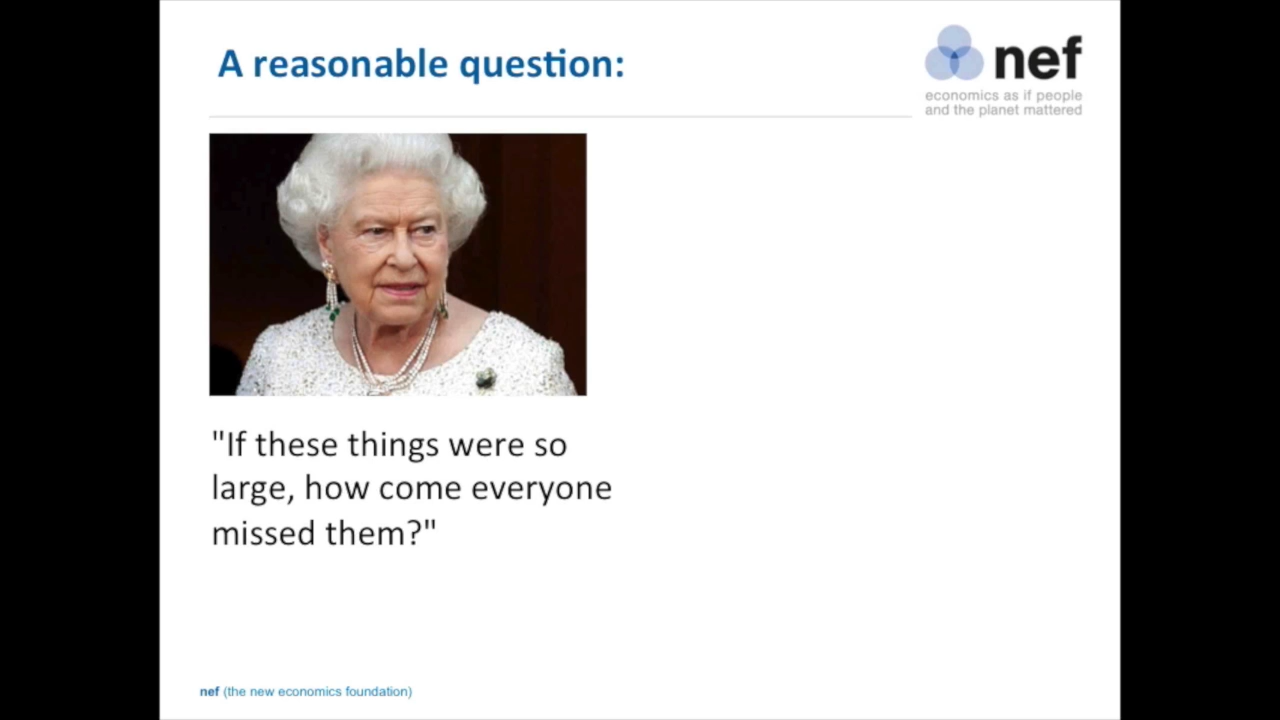 A reasonable question:
nef
economics as if people
and the planet mattered
"If these things were so
large, how come everyone
missed them?"
nef (the new economics foundation)